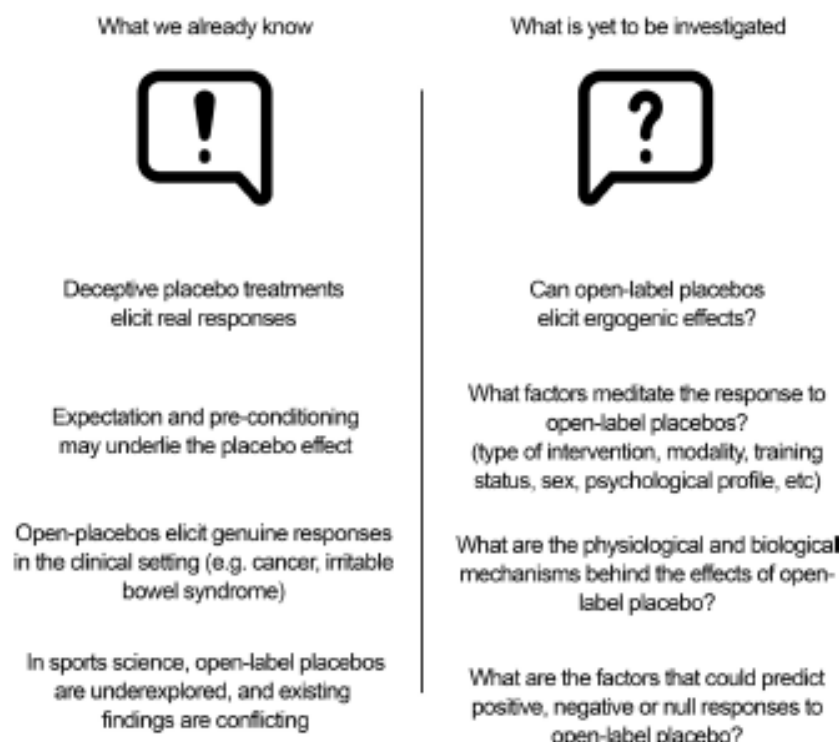 What we already know
What is yet to be investigated
!
?
Deceptive placebo treatments
elicit real responses
Can open-label placebos
elicit ergogenic effects?
Expectation and pre-conditioning
may underlie the placebo effect
What factors meditate the response to
open-label placebos?
(type of intervention, modality, training
status, sex, psychological profile, etc)
Open-placebos elicit genuine responses
in the clinical setting (e.g. cancer, irritable
bowel syndrome)
What are the physiological and biological
mechanisms behind the effects of open-
label placebo?
In sports science, open-label placebos
are underexplored, and existing
findings are conflicting
What are the factors that could predict
positive, negative or null responses to
open-label placebo?